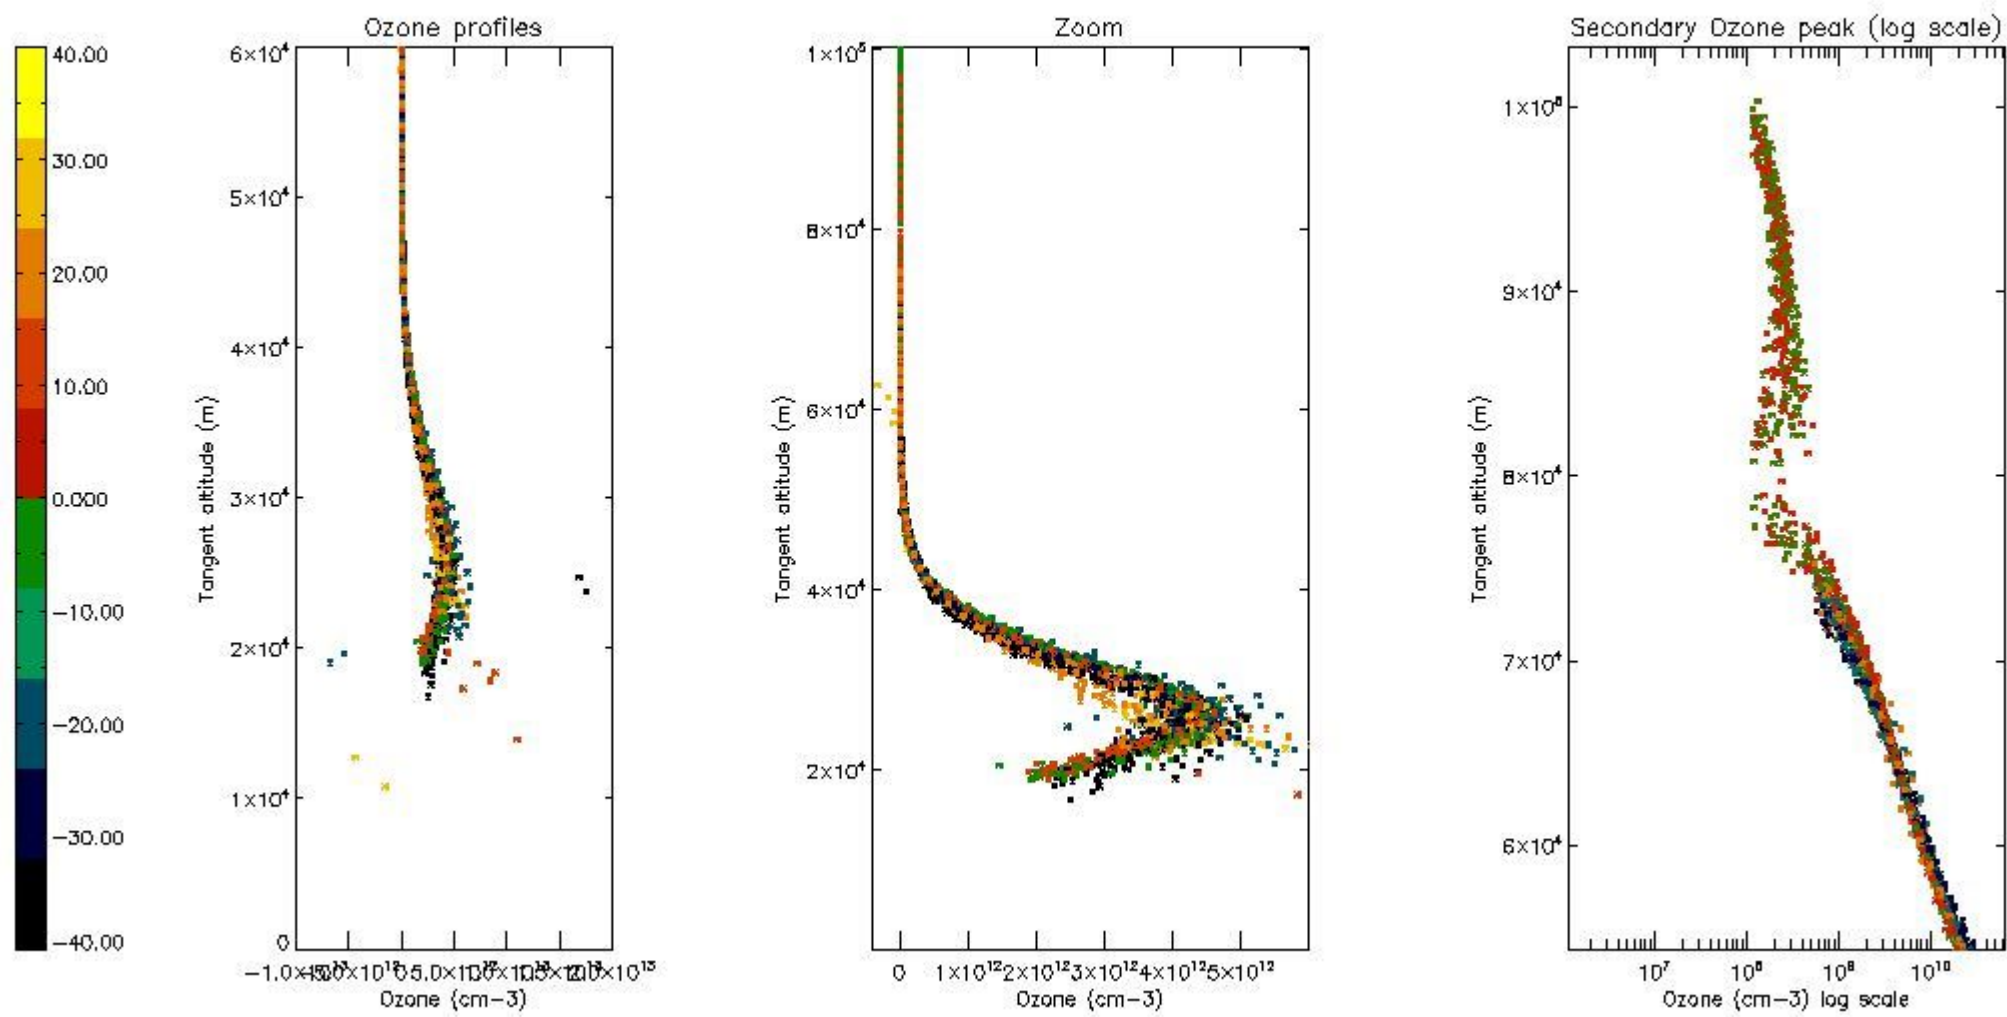 Ozone profiles
Zoom
Secondary Ozone peak (log scale)
40.00
30.00
20.00
10.00
0.000
−10.00
−20.00
−30.00
−40.00
6×10⁴
5×10⁴
4×10⁴
3×10⁴
2×10⁴
1×10⁴
0
Tangent altitude (m)
Ozone (cm−3)
1×10⁵
8×10⁴
6×10⁴
4×10⁴
2×10⁴
Tangent altitude (m)
0 1×10¹² 2×10¹² 3×10¹² 4×10¹² 5×10¹²
Ozone (cm−3)
1×10⁵
9×10⁴
8×10⁴
7×10⁴
6×10⁴
Tangent altitude (m)
10⁷ 10⁸ 10⁹ 10¹⁰
Ozone (cm−3) log scale